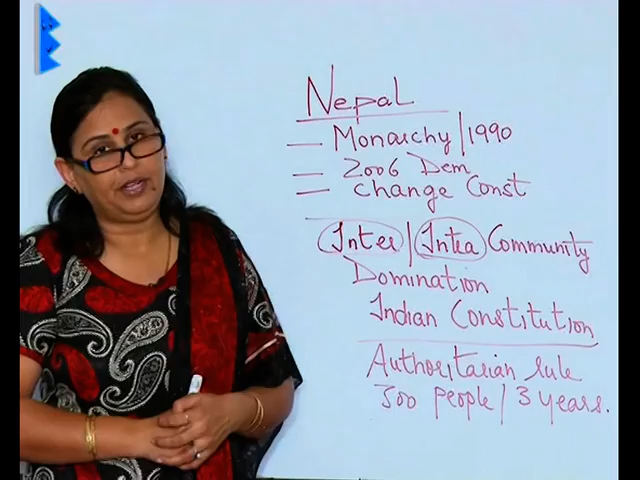 Nepal
— Monarchy/1990
— 2006 Dem
— Change Const
Inter/Intra Community
Domination
Indian Constitution
Authoritarian rule
300 people/3 years.